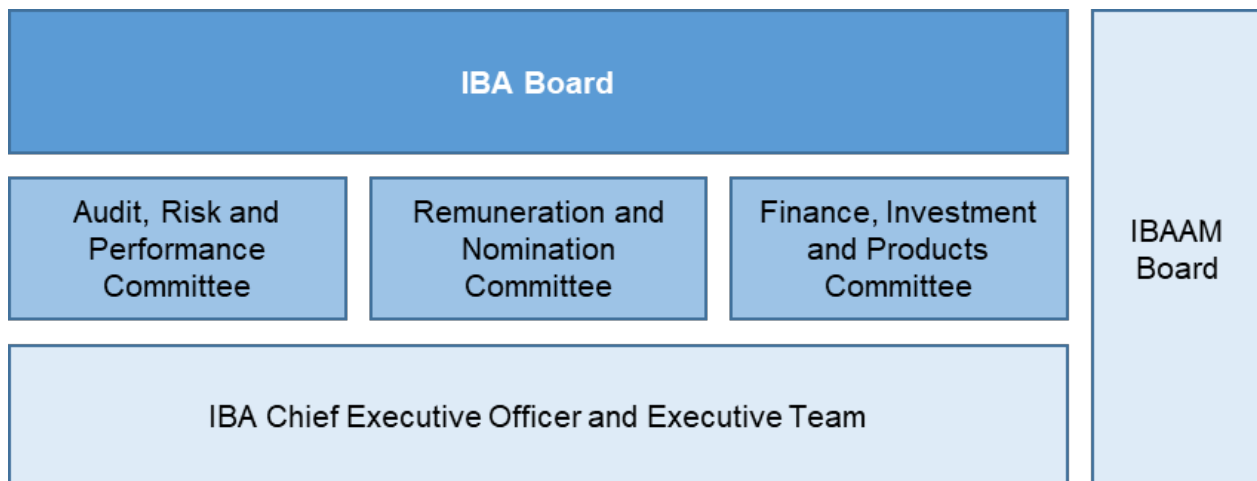 IBA Board
Audit, Risk and
Performance
Committee
Remuneration and
Nomination
Committee
Finance, Investment
and Products
Committee
IBA Chief Executive Officer and Executive Team
IBAAM
Board